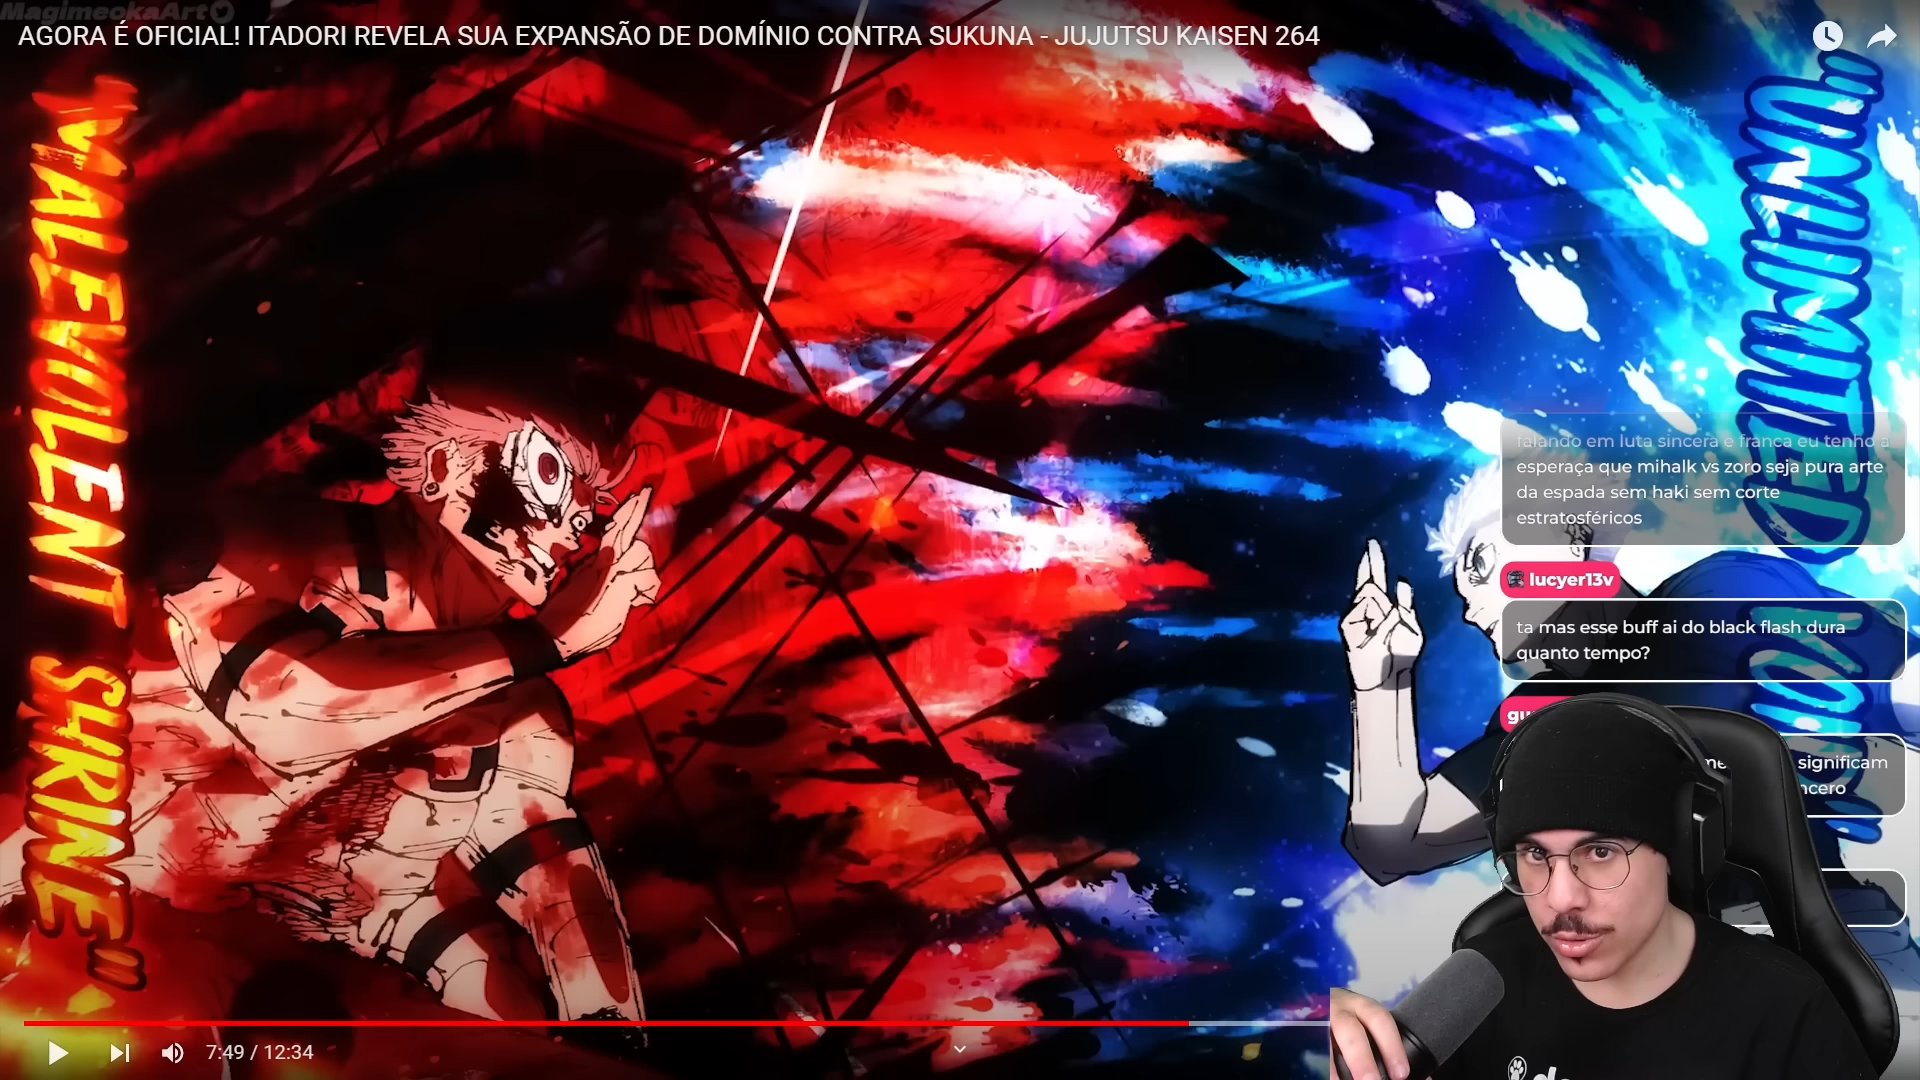 MagimeokaArt
AGORA É OFICIAL! ITADORI REVELA SUA EXPANSÃO DE DOMÍNIO CONTRA SUKUNA - JUJUTSU KAISEN 264
"MALEVOLENT SHRINE"
"UNLIMITED VOID"
falando em luta sincera e franca eu tenho a
esperaça que mihalk vs zoro seja pura arte
da espada sem haki sem corte
estratosféricos
lucyer13v
ta mas esse buff ai do black flash dura
quanto tempo?
significam
7:49 / 12:34